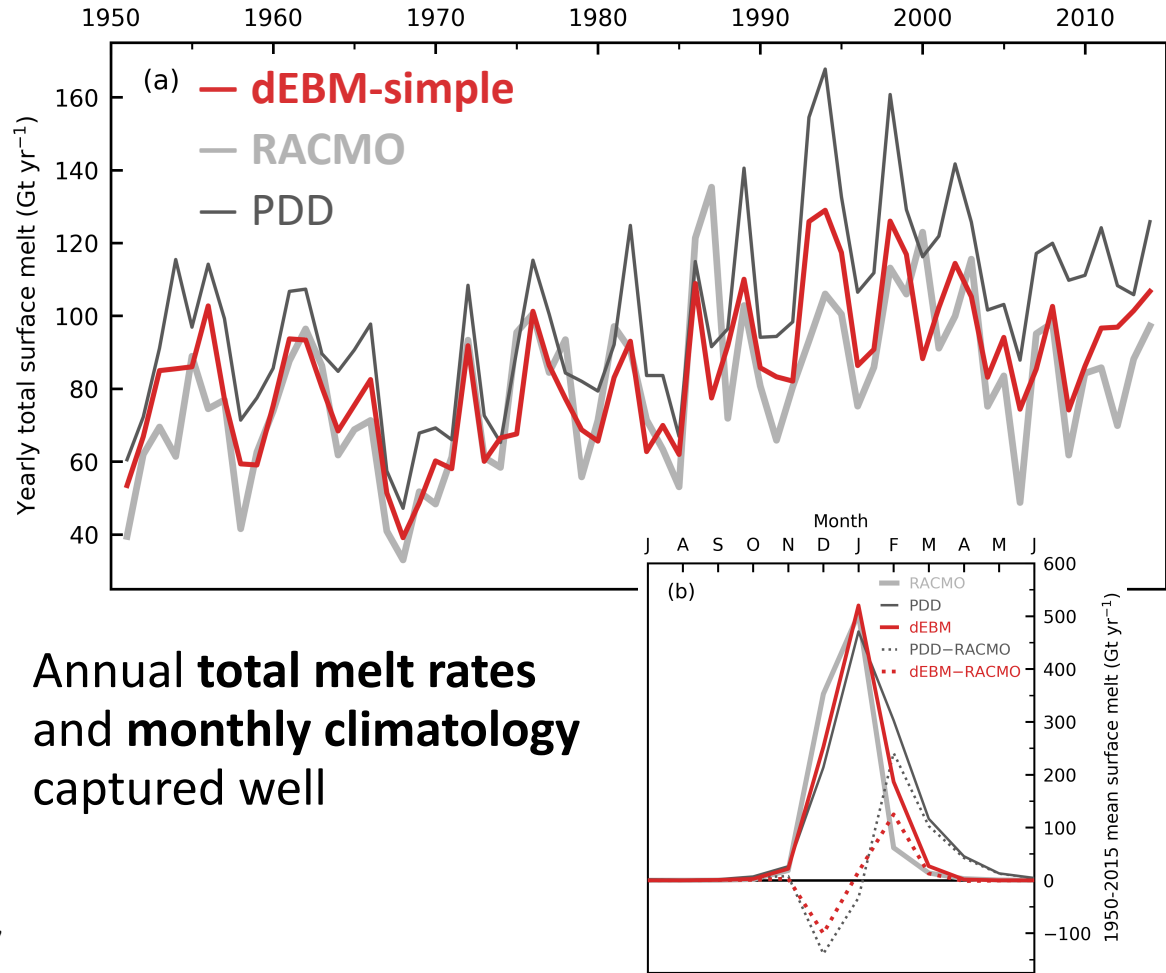 1950 1960 1970 1980 1990 2000 2010
(a)
dEBM-simple
RACMO
PDD
160
140
120
100
80
60
40
Yearly total surface melt (Gt yr⁻¹)
Month
J A S O N D J F M A M J
(b)
RACMO
PDD
dEBM
PDD−RACMO
dEBM−RACMO
600
500
400
300
200
100
0
−100
1950-2015 mean surface melt (Gt yr⁻¹)
Annual total melt rates
and monthly climatology
captured well